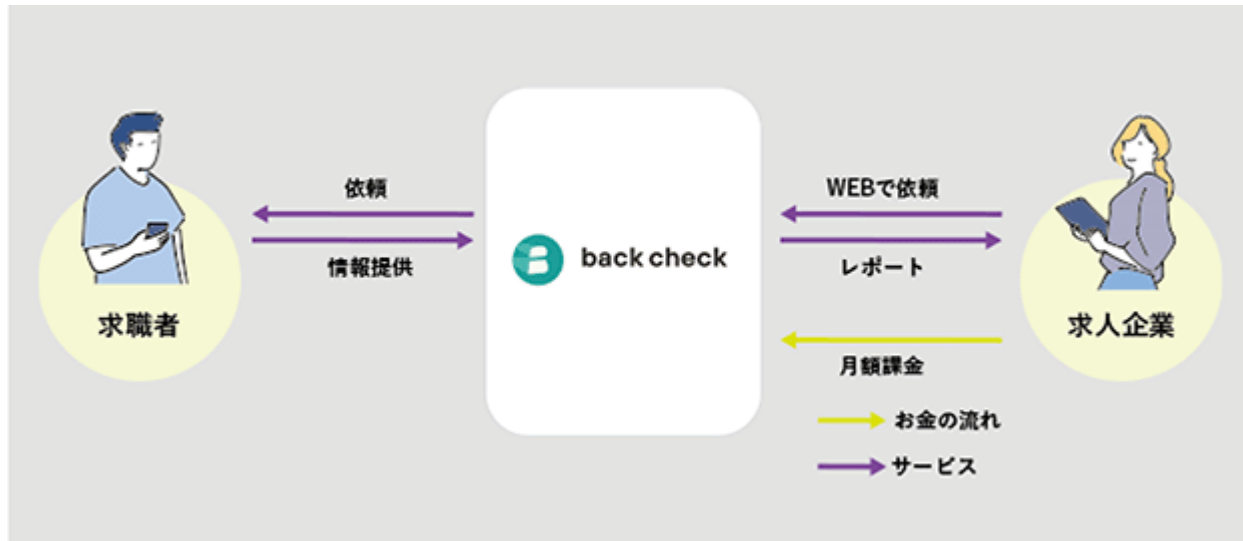 依頼
情報提供
求職者
back check
WEBで依頼
レポート
求人企業
月額課金
お金の流れ
サービス